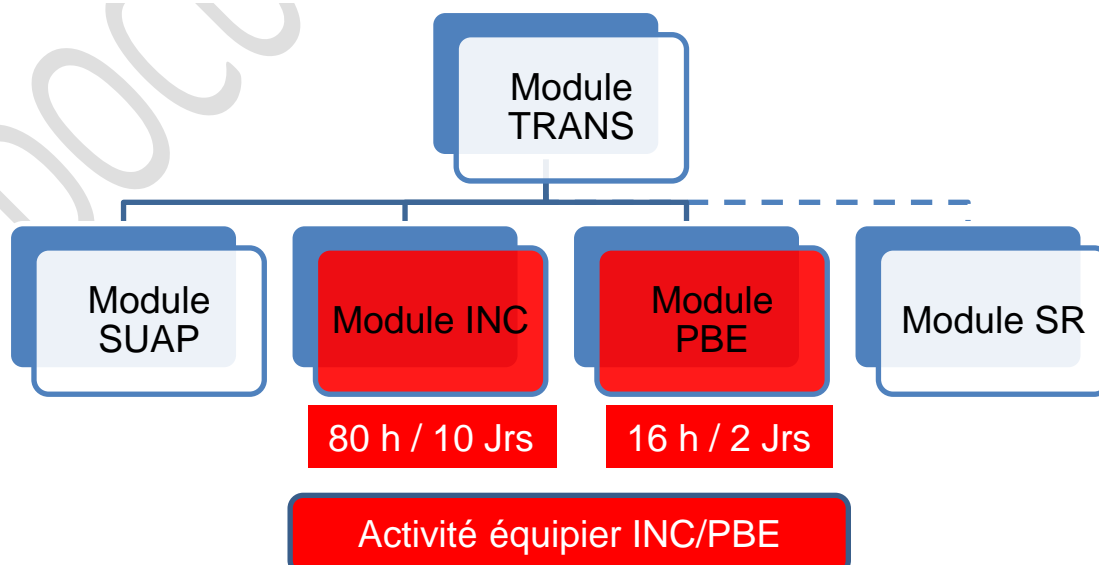 Module
TRANS
Module
SUAP
Module INC
Module
PBE
Module SR
80 h / 10 Jrs
16 h / 2 Jrs
Activité équipier INC/PBE